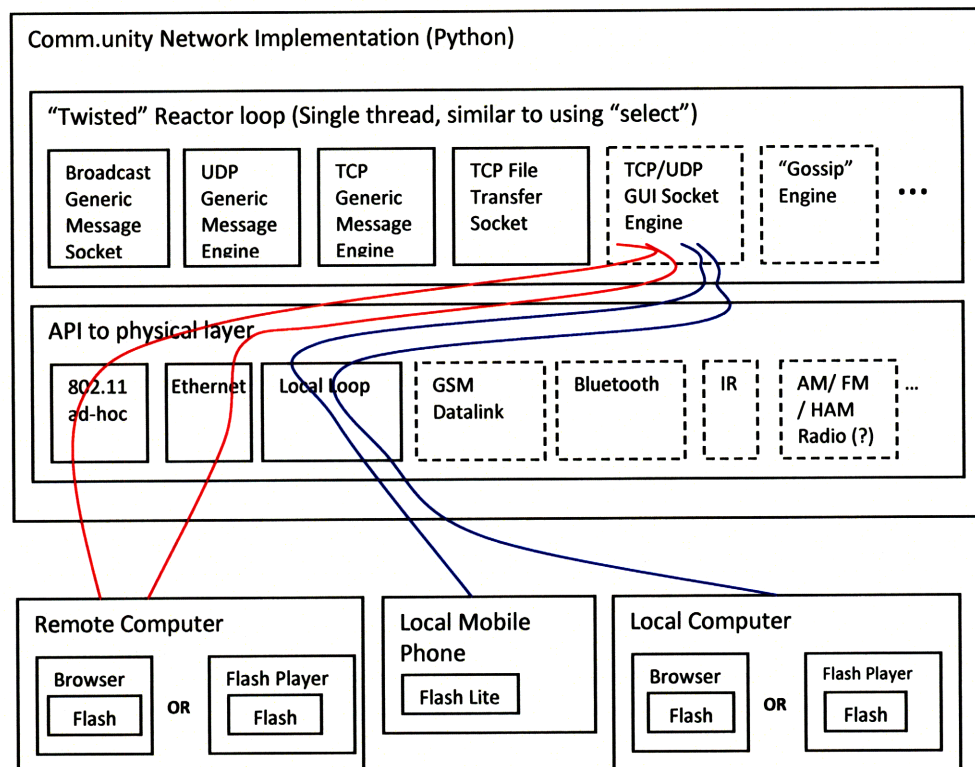 Comm.unity Network Implementation (Python)
“Twisted” Reactor loop (Single thread, similar to using “select”)
Broadcast
Generic
Message
Socket
UDP
Generic
Message
Engine
TCP
Generic
Message
Engine
TCP File
Transfer
Socket
TCP/UDP
GUI Socket
Engine
“Gossip”
Engine
...
API to physical layer
802.11
ad-hoc
Ethernet
Local Loop
GSM
Datalink
Bluetooth
IR
AM/ FM
/ HAM
Radio (?)
...
Remote Computer
Browser
Flash
OR
Flash Player
Flash
Local Mobile
Phone
Flash Lite
Local Computer
Browser
Flash
OR
Flash Player
Flash